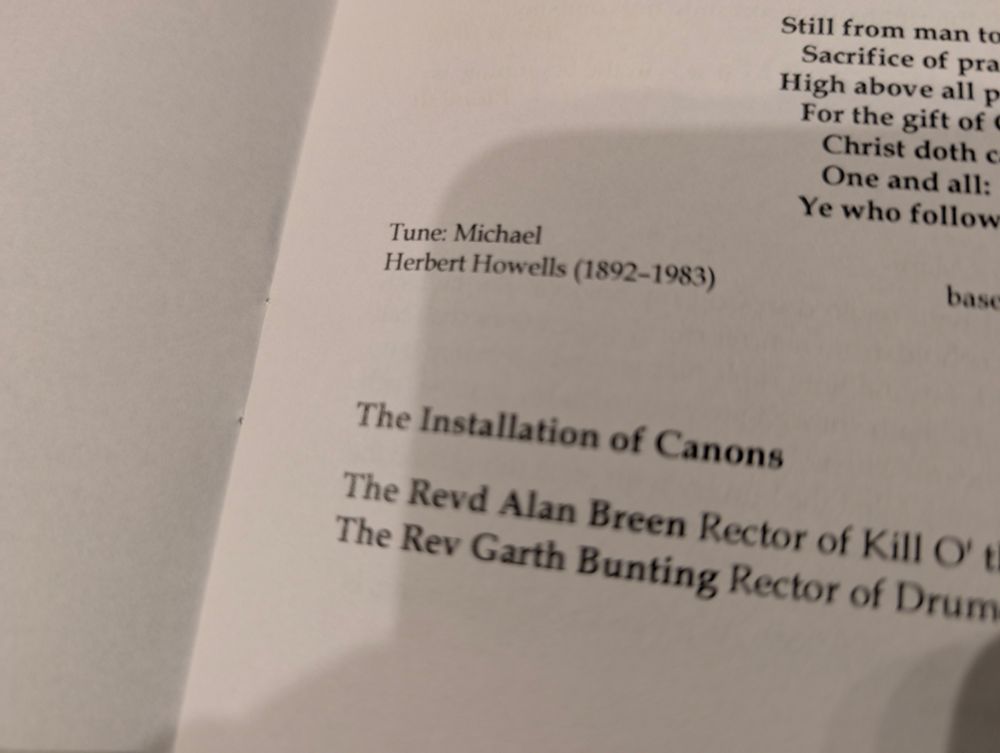 Still from man to
Sacrifice of pra
High above all p
For the gift of
Christ doth c
One and all:
Ye who follow
Tune: Michael
Herbert Howells (1892–1983)
base
The Installation of Canons
The Revd Alan Breen Rector of Kill O' th
The Rev Garth Bunting Rector of Drum